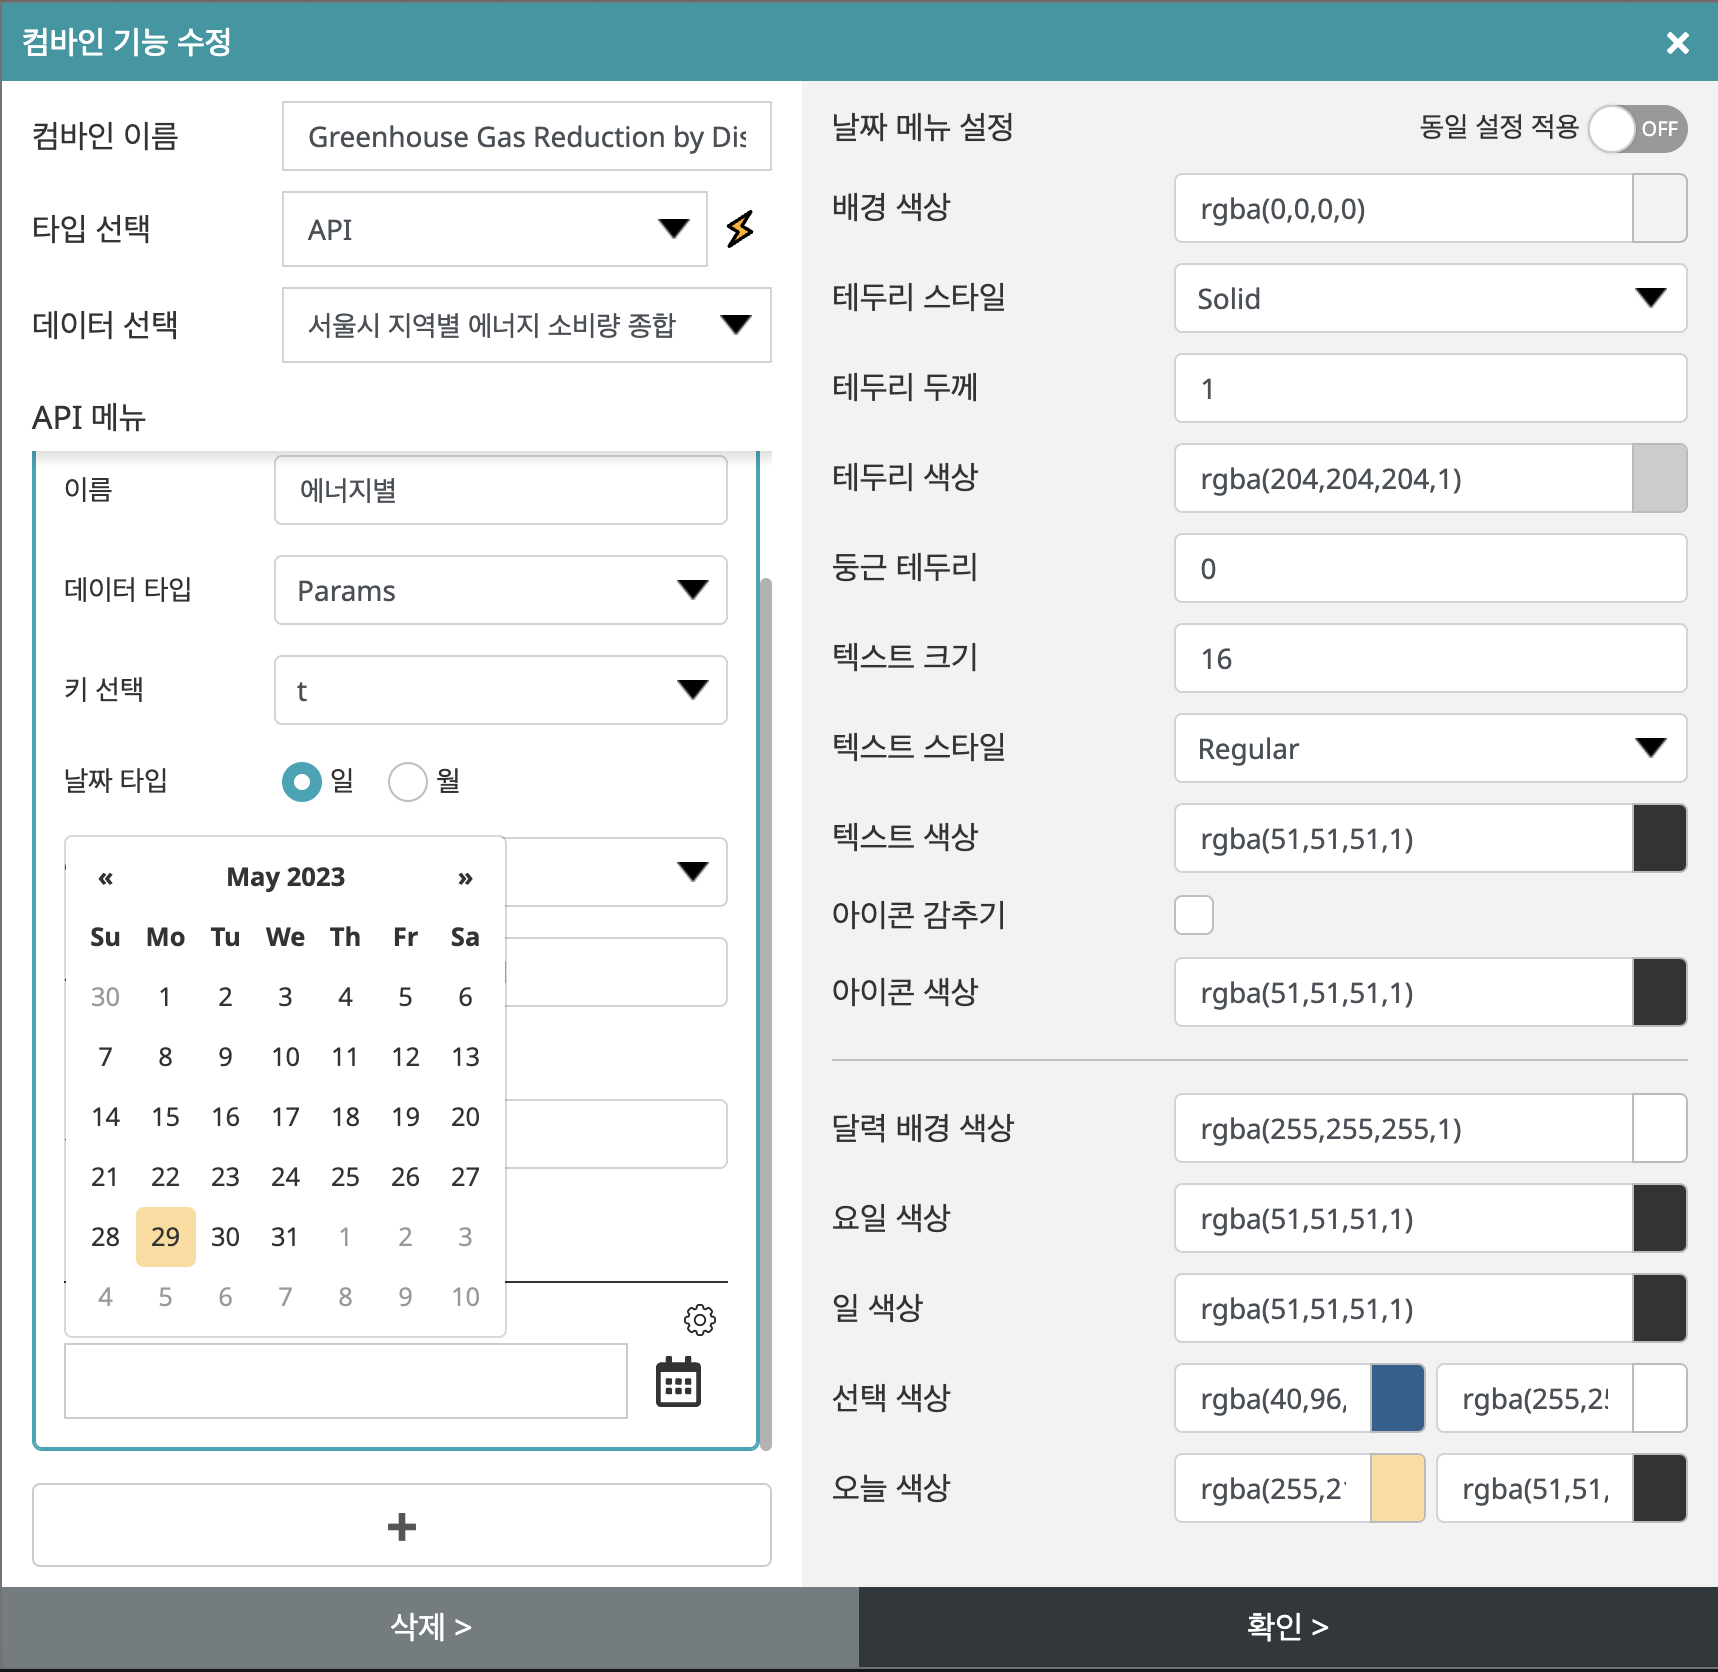 컴바인 기능 수정
컴바인 이름
Greenhouse Gas Reduction by Dis
타입 선택
API
데이터 선택
서울시 지역별 에너지 소비량 종합
API 메뉴
이름
에너지별
데이터 타입
Params
키 선택
t
날짜 타입
일 월
« May 2023 »
Su Mo Tu We Th Fr Sa
30 1 2 3 4 5 6
7 8 9 10 11 12 13
14 15 16 17 18 19 20
21 22 23 24 25 26 27
28 29 30 31 1 2 3
4 5 6 7 8 9 10
+
날짜 메뉴 설정
동일 설정 적용 OFF
배경 색상
rgba(0,0,0,0)
테두리 스타일
Solid
테두리 두께
1
테두리 색상
rgba(204,204,204,1)
둥근 테두리
0
텍스트 크기
16
텍스트 스타일
Regular
텍스트 색상
rgba(51,51,51,1)
아이콘 감추기
아이콘 색상
rgba(51,51,51,1)
달력 배경 색상
rgba(255,255,255,1)
요일 색상
rgba(51,51,51,1)
일 색상
rgba(51,51,51,1)
선택 색상
rgba(40,96, rgba(255,25
오늘 색상
rgba(255,21 rgba(51,51,
삭제 >
확인 >